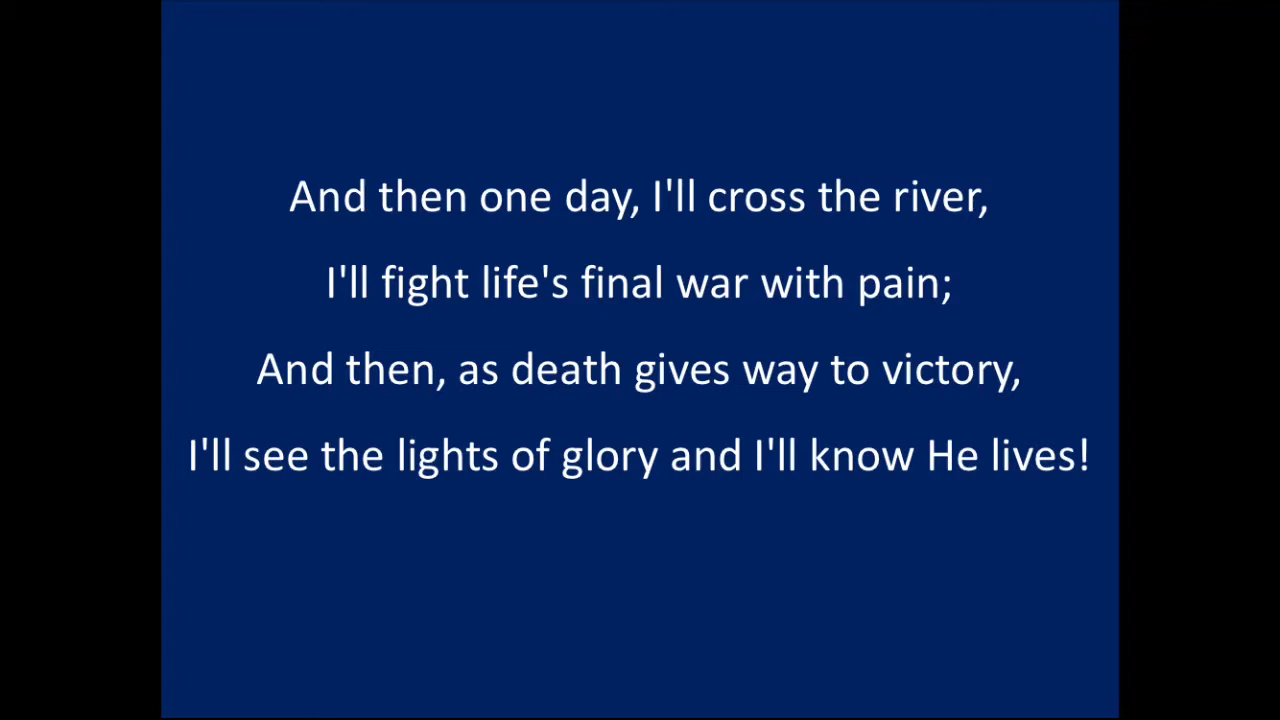 And then one day, I'll cross the river,
I'll fight life's final war with pain;
And then, as death gives way to victory,
I'll see the lights of glory and I'll know He lives!